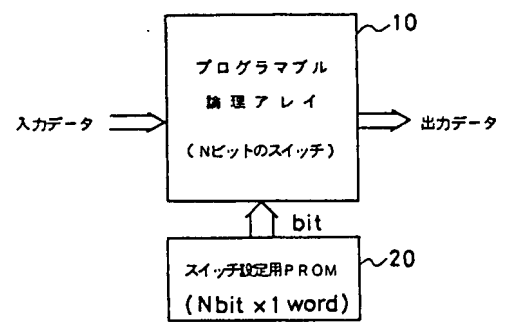 10
プログラマブル
論理アレイ
(Nビットのスイッチ)
入力データ
出力データ
bit
スイッチ設定用PROM
(Nbit×1word)
20